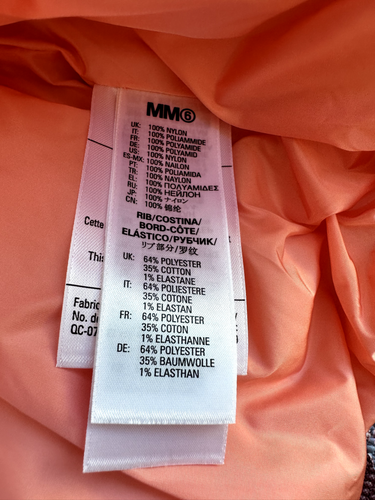 MM⑥
UK: 100% NYLON
IT: 100% POLIAMMIDE
FR: 100% POLYAMIDE
DE: 100% POLYAMID
US: 100% NYLON
ES-MX: 100% NYLON
PT: 100% NAILON
TR: 100% POLIAMIDA
EL: 100% NAYLON
RU: 100% ΠΟΛΥΑΜΙΔΕΣ
JP: 100% НЕЙЛОН
CN: 100% ナイロン
100% 锦纶
RIB/COSTINA/
BORD-CÔTE/
ELÁSTICO/РУБЧИК/
リブ部分/罗纹
UK: 64% POLYESTER
35% COTTON
1% ELASTANE
IT: 64% POLIESTERE
35% COTONE
1% ELASTAN
FR: 64% POLYESTER
35% COTON
1% ELASTHANNE
DE: 64% POLYESTER
35% BAUMWOLLE
1% ELASTHAN
Cette
This
Fabric
No. de
QC-07